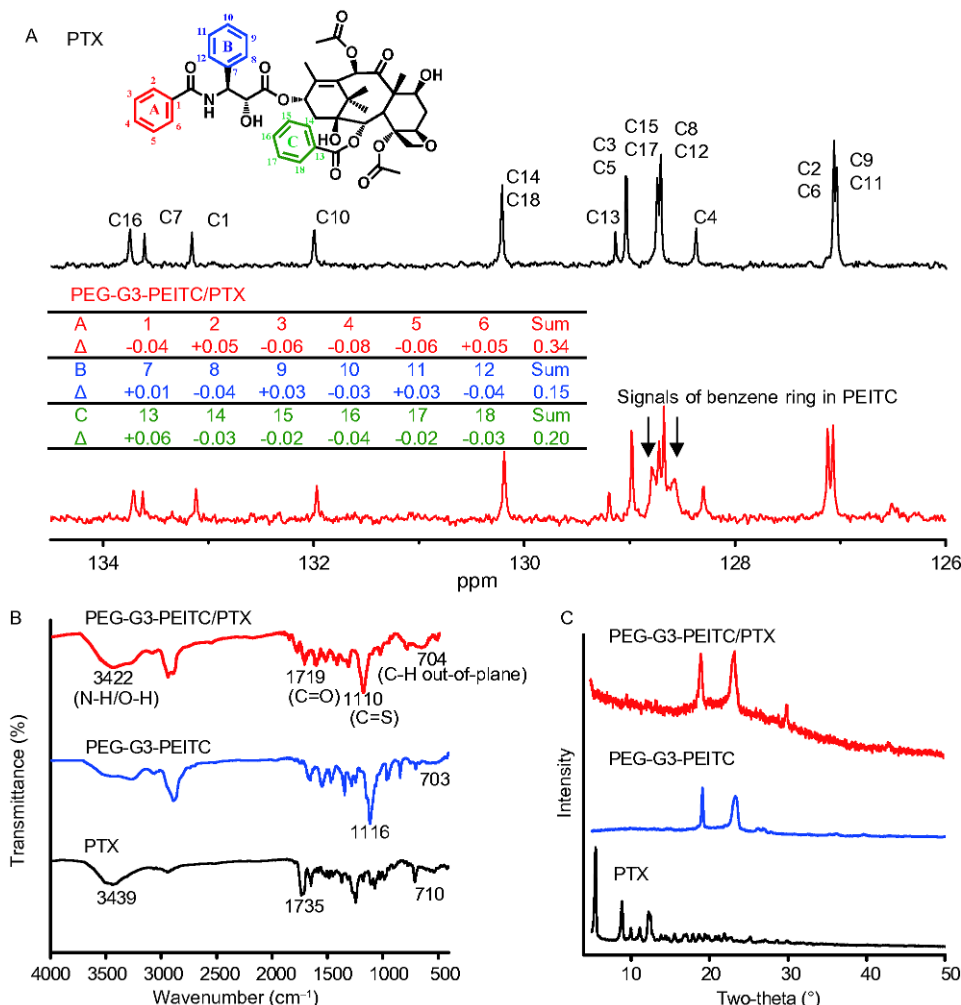 A PTX
10
11 B 9
12 8
7
2
3 A 1
4 6
5
O
O
N
H
OH
O
O
O
O
O
O
OH
15 14
16 C
17 13
18
HO
O
O
H
O
O
O
O
C16 C7 C1 C10 C14
C18 C13 C3
C5 C15
C17 C8
C12 C4 C2
C6 C9
C11
PEG-G3-PEITC/PTX
A 1 2 3 4 5 6 Sum
Δ -0.04 +0.05 -0.06 -0.08 -0.06 +0.05 0.34
B 7 8 9 10 11 12 Sum
Δ +0.01 -0.04 +0.03 -0.03 +0.03 -0.04 0.15
C 13 14 15 16 17 18 Sum
Δ +0.06 -0.03 -0.02 -0.04 -0.02 -0.03 0.20
Signals of benzene ring in PEITC
134 132 130 128 126
ppm
B
PEG-G3-PEITC/PTX
3422
(N-H/O-H)
1719
(C=O)
1110
(C=S)
704
(C-H out-of-plane)
PEG-G3-PEITC
1116
703
PTX
3439
1735
710
Transmittance (%)
4000 3500 3000 2500 2000 1500 1000 500
Wavenumber (cm⁻¹)
C
PEG-G3-PEITC/PTX
PEG-G3-PEITC
PTX
Intensity
10 20 30 40 50
Two-theta (°)